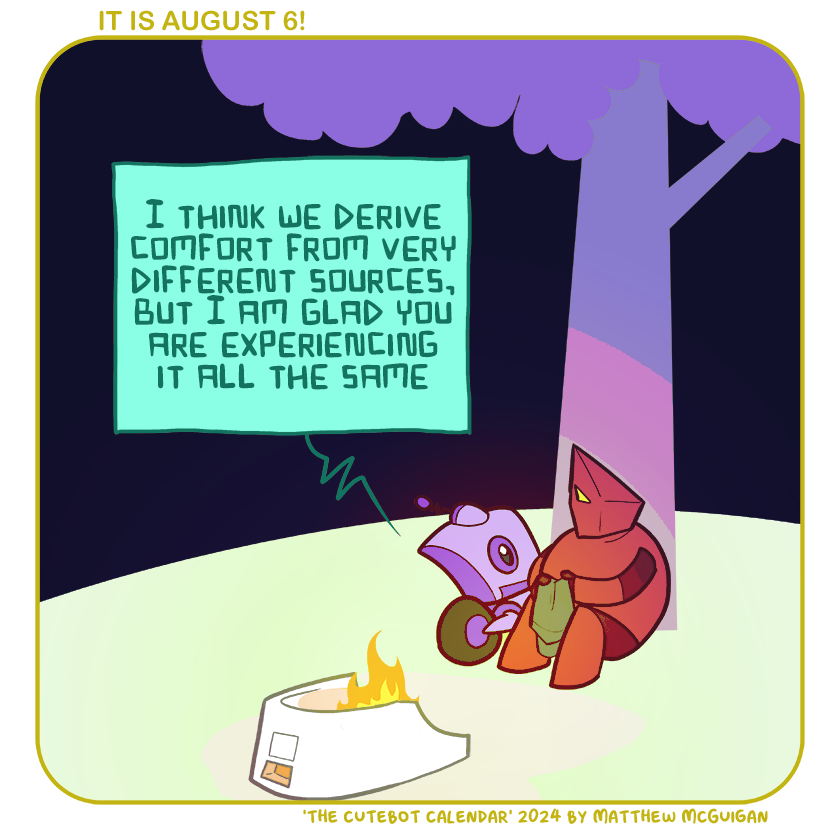 IT IS AUGUST 6!
I THINK WE DERIVE
COMFORT FROM VERY
DIFFERENT SOURCES,
BUT I AM GLAD YOU
ARE EXPERIENCING
IT ALL THE SAME
'THE CUTEBOT CALENDAR' 2024 BY MATTHEW MCGUIGAN